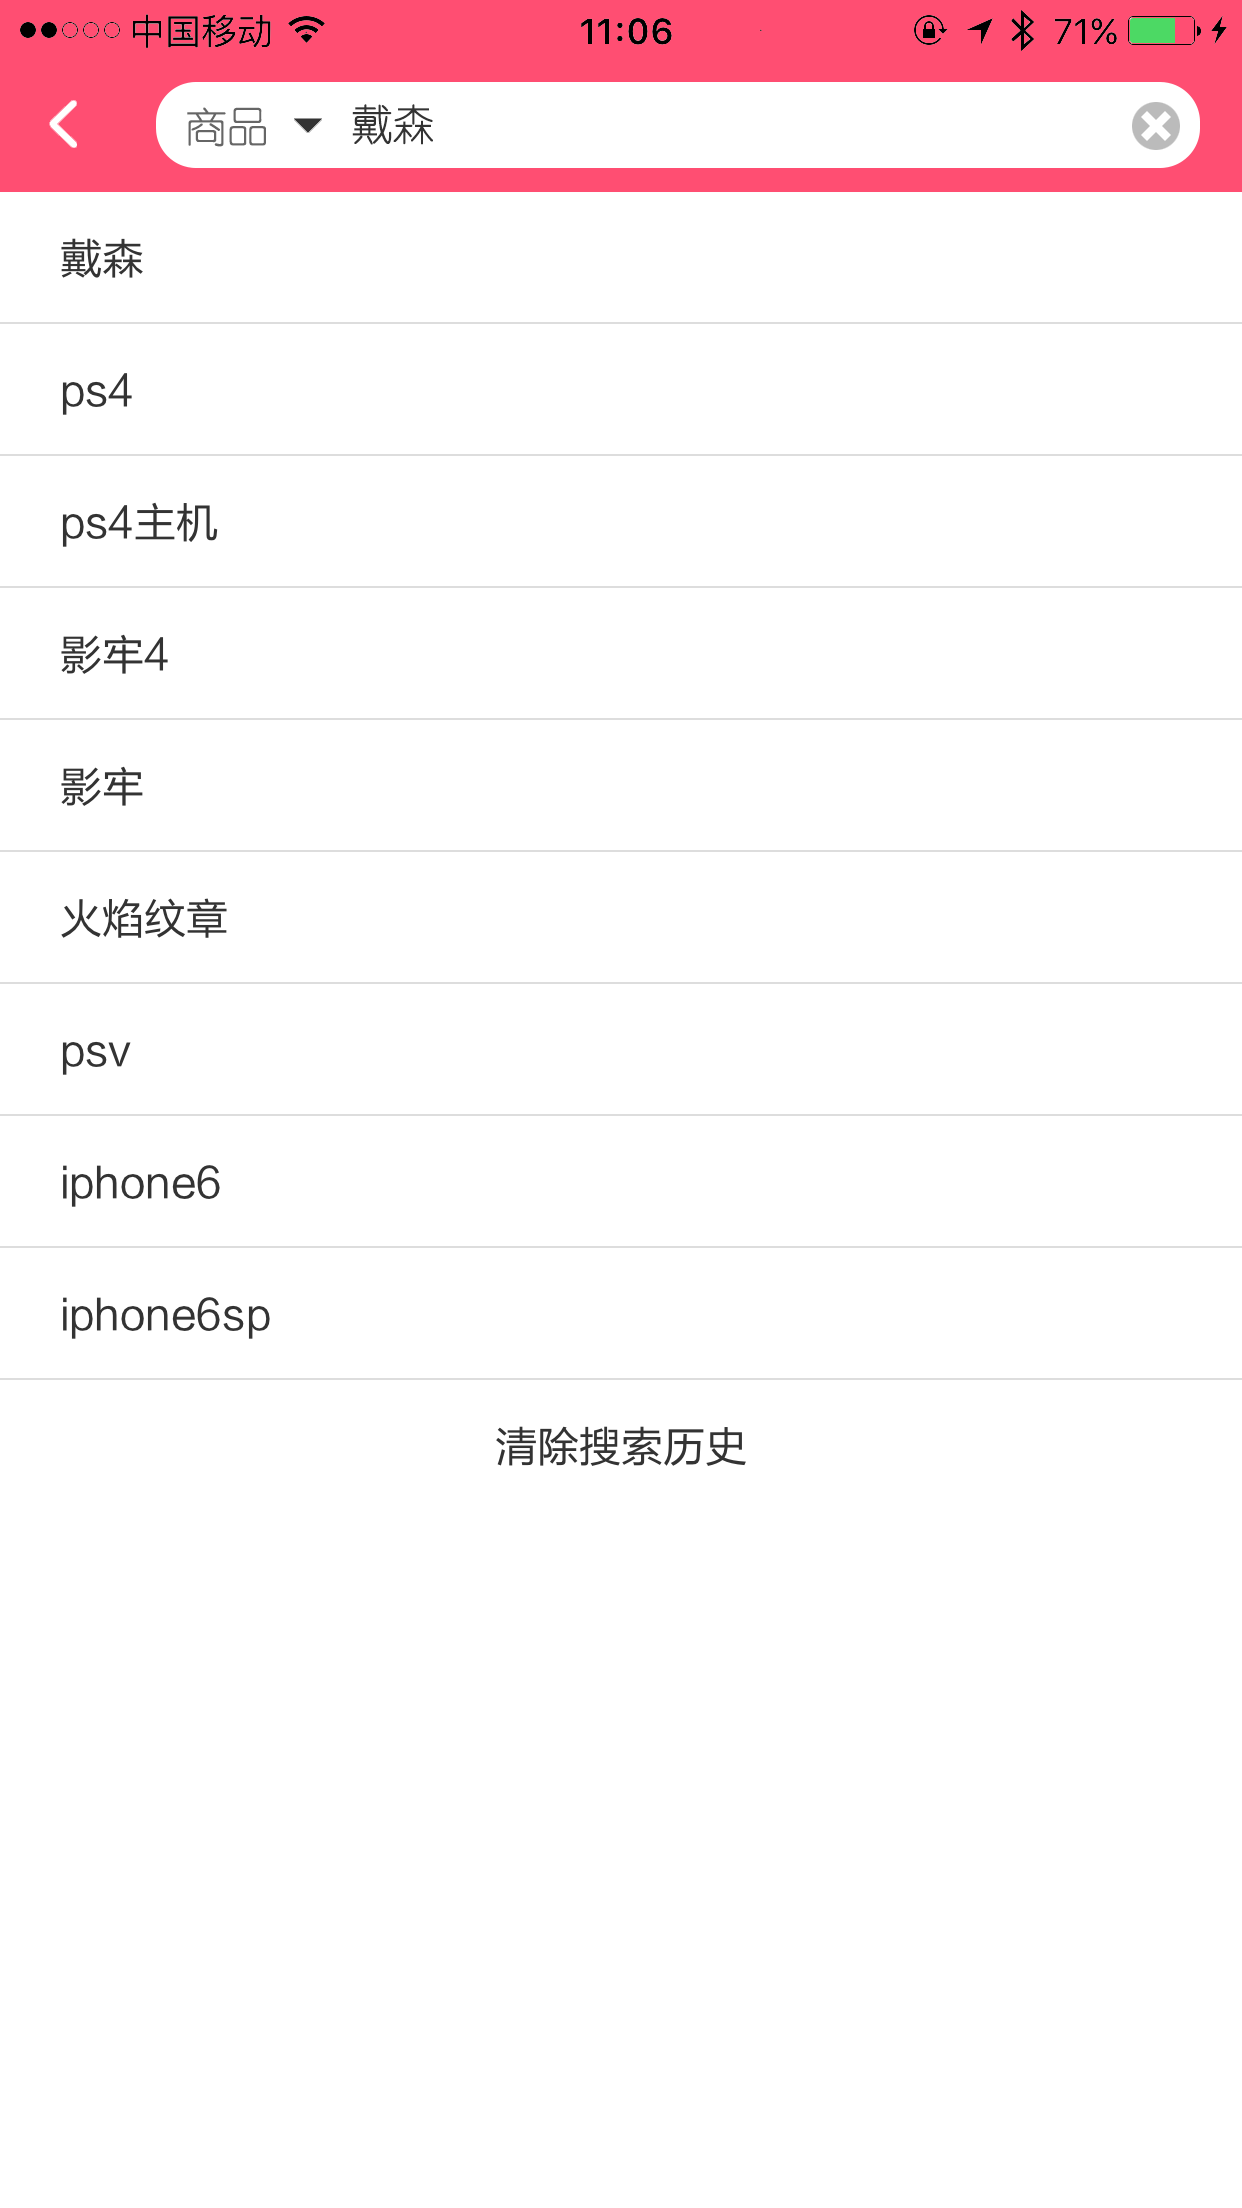 中国移动 11:06 71%
商品 戴森
戴森
ps4
ps4主机
影牢4
影牢
火焰纹章
psv
iphone6
iphone6sp
清除搜索历史